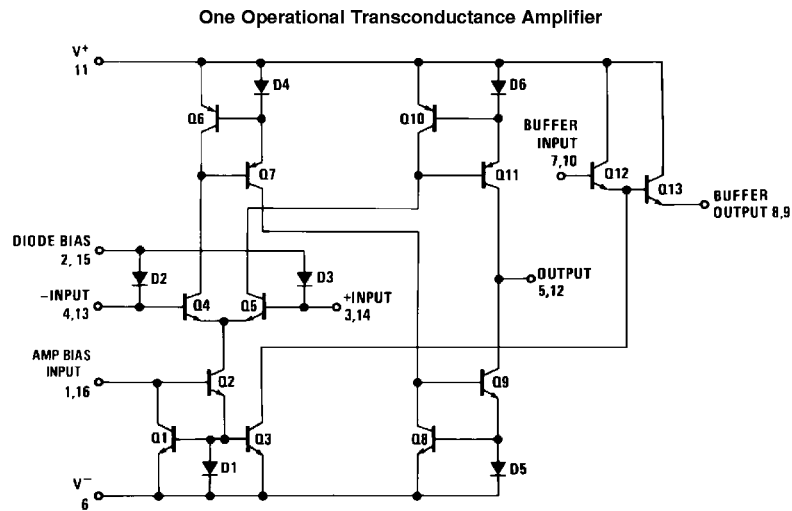 One Operational Transconductance Amplifier
V+
11
D4
D6
Q6
Q10
BUFFER
INPUT
7,10
Q7
Q11
Q12
Q13
BUFFER
OUTPUT 8,9
DIODE BIAS
2, 15
D2
D3
OUTPUT
5,12
−INPUT
4,13
Q4
Q5
+INPUT
3,14
AMP BIAS
INPUT
1,16
Q2
Q9
Q1
Q3
Q8
D1
D5
V−
6